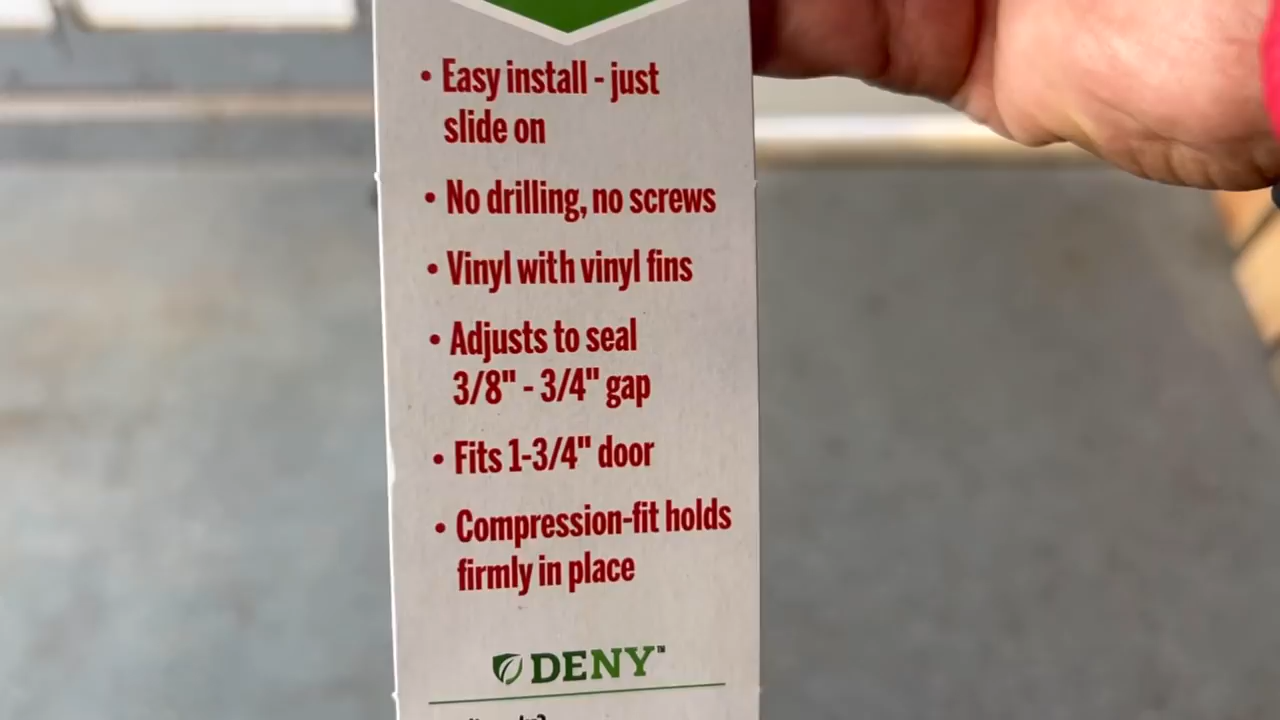 • Easy install - just
slide on
• No drilling, no screws
• Vinyl with vinyl fins
• Adjusts to seal
3/8" - 3/4" gap
• Fits 1-3/4" door
• Compression-fit holds
firmly in place
DENY™